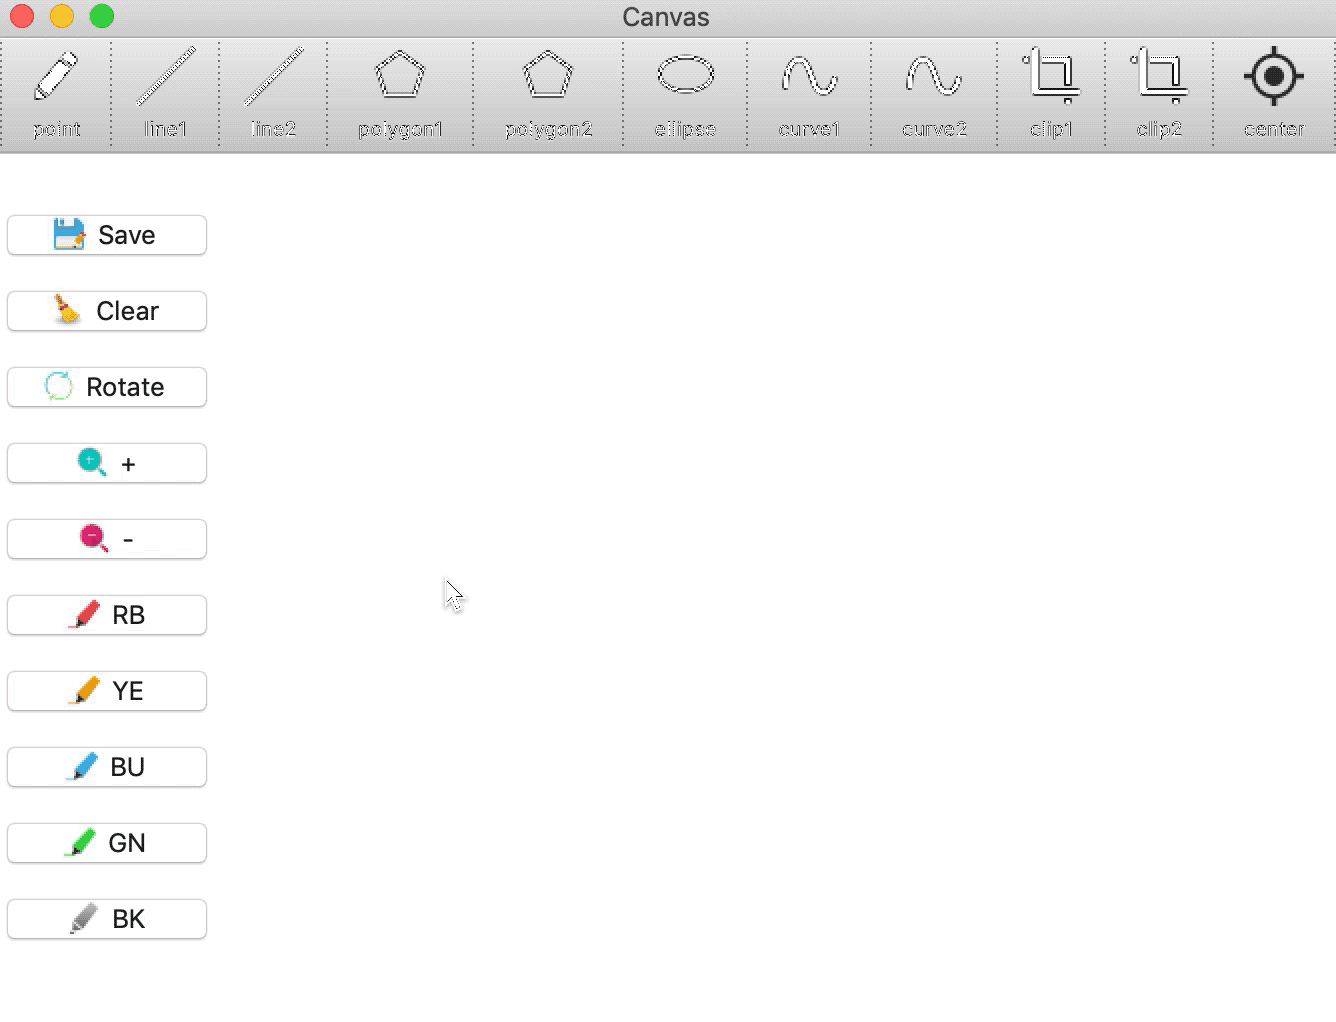 Canvas
point line1 line2 polygon1 polygon2 ellipse curve1 curve2 clip1 clip2 center
Save
Clear
Rotate
+
-
RB
YE
BU
GN
BK